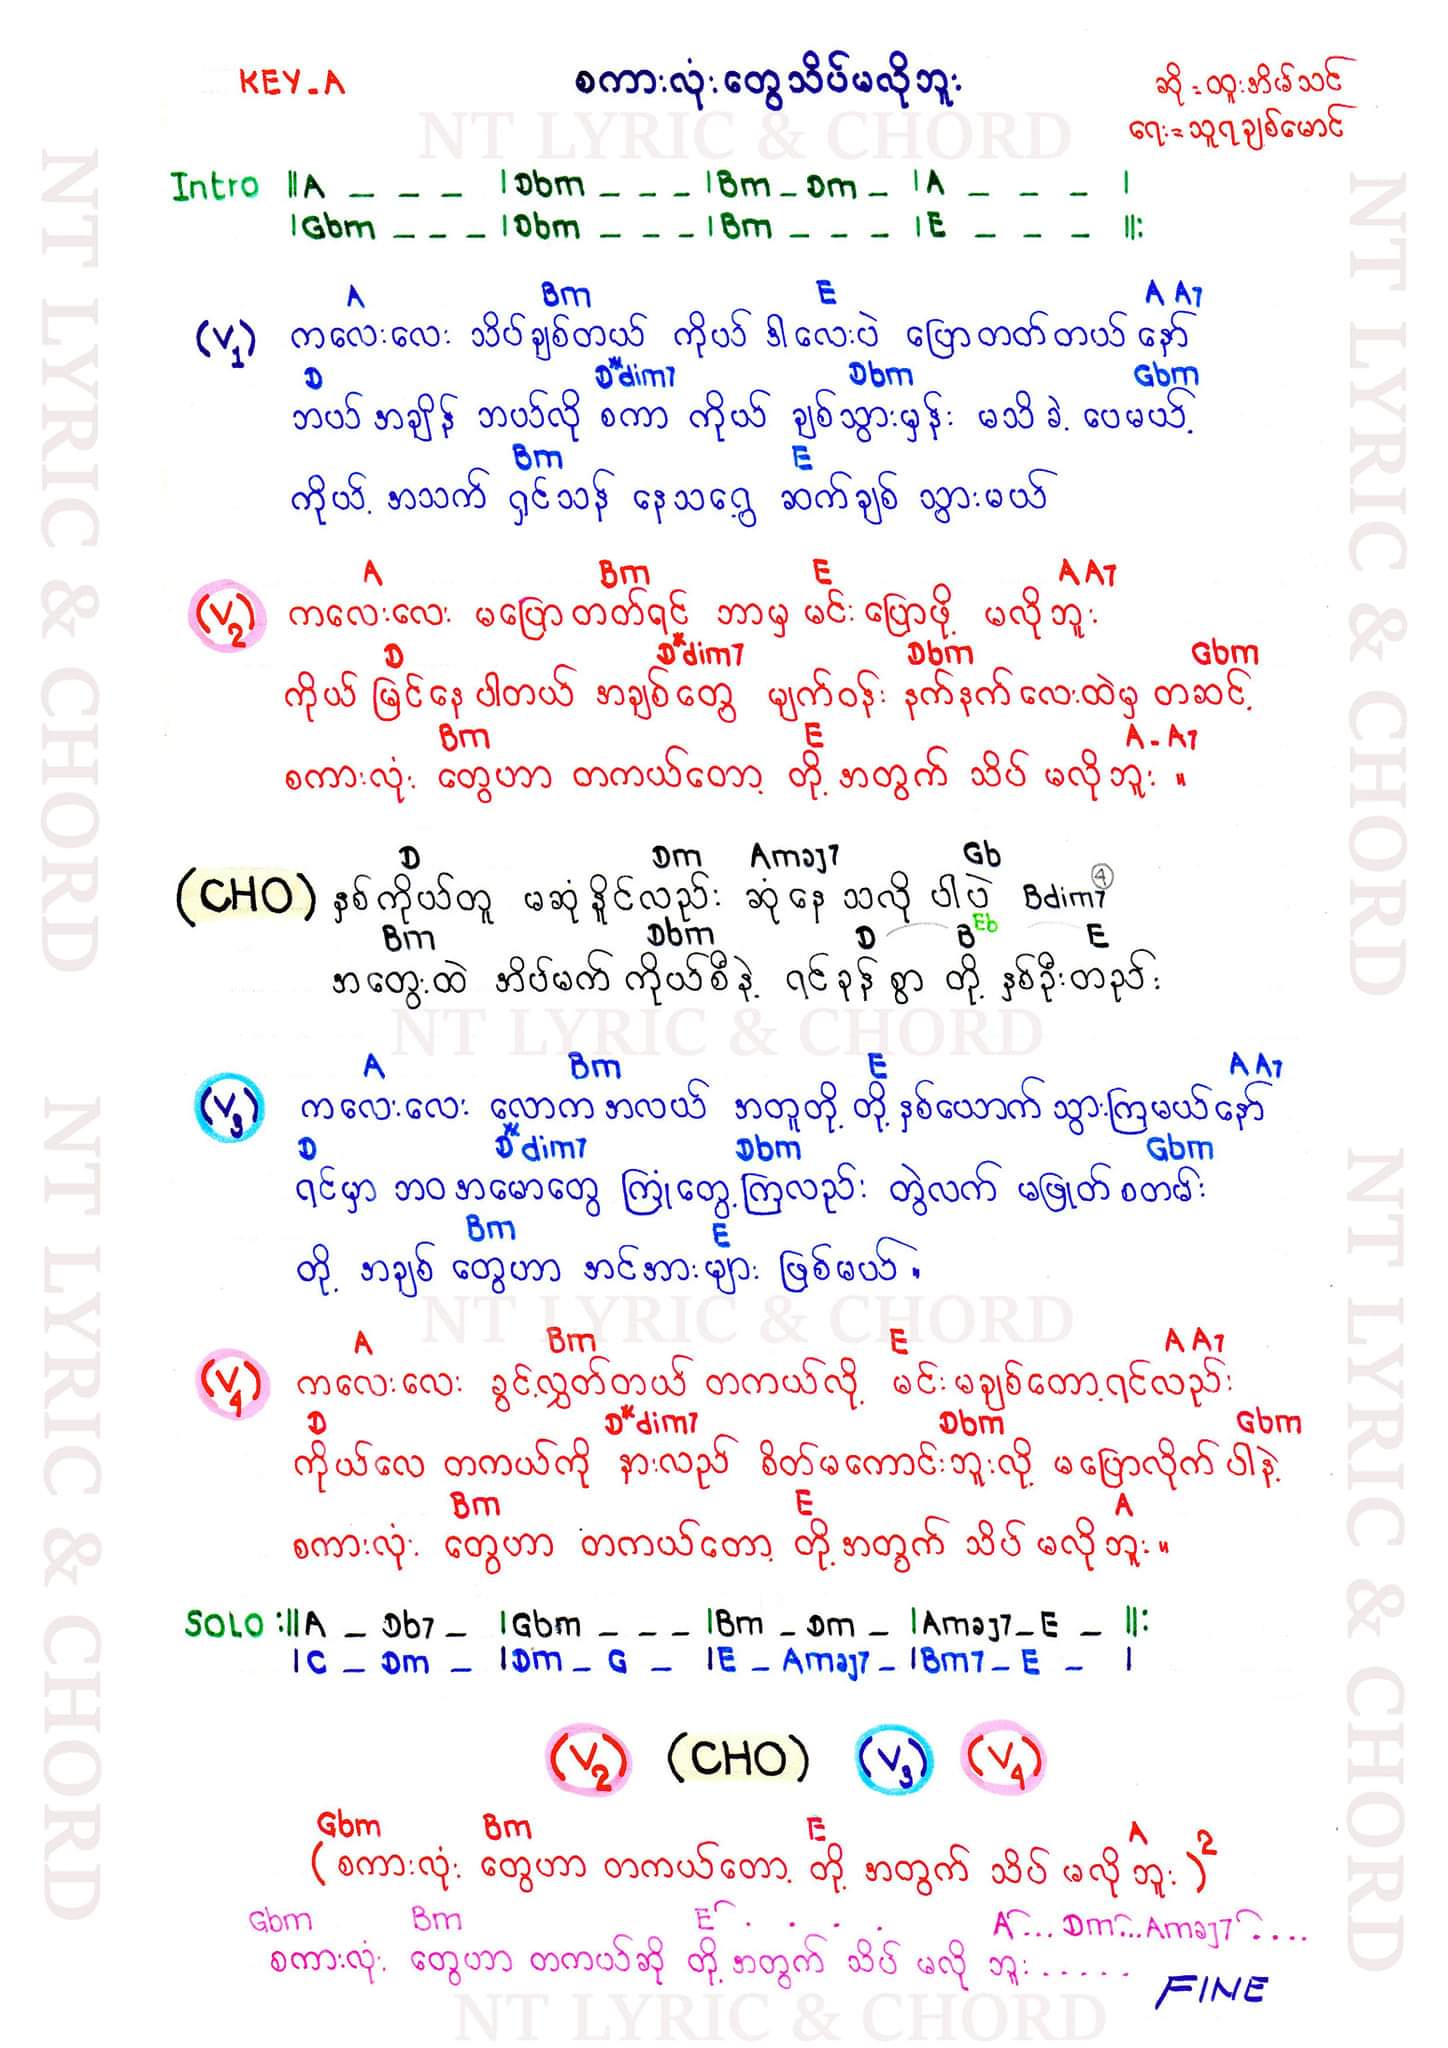 KEY-A
စကားလုံးတွေသိပ်မလိုဘူး
ဆို = ထူးအိမ်သင်
ရေး = သူရချစ်မောင်
NT LYRIC & CHORD
Intro ||A _ _ _ |Dbm _ _ _ |Bm _ Dm _ |A _ _ _ |
|Gbm _ _ _ |Dbm _ _ _ |Bm _ _ _ |E _ _ _ ||:
A Bm E A A7
(V1) ကလေးလေး သိပ်ချစ်တယ် ကိုယ် ဒါလေးပဲ ပြောတတ်တယ်နော်
D D#dim7 Dbm Gbm
ဘယ်အချိန် ဘယ်လို စကာ ကိုယ် ချစ်သွားမှန်း မသိခဲ့ ပေမယ့်
Bm E
ကိုယ့်အသက် ရှင်သန် နေသရွေ့ ဆက်ချစ် သွားမယ်
A Bm E A A7
(V2) ကလေးလေး မပြောတတ်ရင် ဘာမှ မင်းပြောဖို့ မလိုဘူး
D D#dim7 Dbm Gbm
ကိုယ် မြင်နေပါတယ် အချစ်တွေ မျက်ဝန်း နက်နက်လေးထဲမှ တဆင့်
Bm E A - A7
စကားလုံး တွေဟာ တကယ်တော့ တို့အတွက် သိပ် မလိုဘူး ။
D Dm Amaj7 Gb
(CHO) နှစ်ကိုယ်တူ မဆုံနိူင်လည်း ဆုံနေ သလို ပါပဲ Bdim7 ④
Bm Dbm D B Eb E
အတွေးထဲ အိပ်မက် ကိုယ်စီနဲ့ ရင်ခုန်စွာ တို့ နှစ်ဦးတည်း
NT LYRIC & CHORD
A Bm E A A7
(V3) ကလေးလေး လောကအလယ် အတူတို့ တို့နှစ်ယောက်သွားကြမယ်နော်
D D#dim7 Dbm Gbm
ရင်မှာ ဘဝအမောတွေ ကြုံတွေ့ကြလည်း တွဲလက် မဖြုတ်စတမ်း
Bm E
တို့ အချစ် တွေဟာ အင်အားများ ဖြစ်မယ် ။
NT LYRIC & CHORD
A Bm E A A7
(V4) ကလေးလေး ခွင့်လွှတ်တယ် တကယ်လို့ မင်းမချစ်တော့ရင်လည်း
D D#dim7 Dbm Gbm
ကိုယ်လေ တကယ်ကို နားလည် စိတ်မကောင်းဘူးလို့ မပြောလိုက်ပါနဲ့
Bm E A
စကားလုံး တွေဟာ တကယ်တော့ တို့အတွက် သိပ် မလိုဘူး။
SOLO :||A _ Db7 _ |Gbm _ _ _ |Bm _ Dm _ |Amaj7 _ E _ ||:
|C _ Dm _ |Dm _ G _ |E _ Amaj7 _ |Bm7 _ E _ |
(V2) (CHO) (V3) (V4)
Gbm Bm E A
( စကားလုံး တွေဟာ တကယ်တော့ တို့ အတွက် သိပ် မလိုဘူး )2
Gbm Bm E . . . . A ... Dm ... Amaj7 ....
စကားလုံး တွေဟာ တကယ်ဆို တို့အတွက် သိပ် မလို ဘူး .....
FINE
NT LYRIC & CHORD
NT LYRIC & CHORD
NT LYRIC & CHORD
NT LYRIC & CHORD
NT LYRIC & CHORD